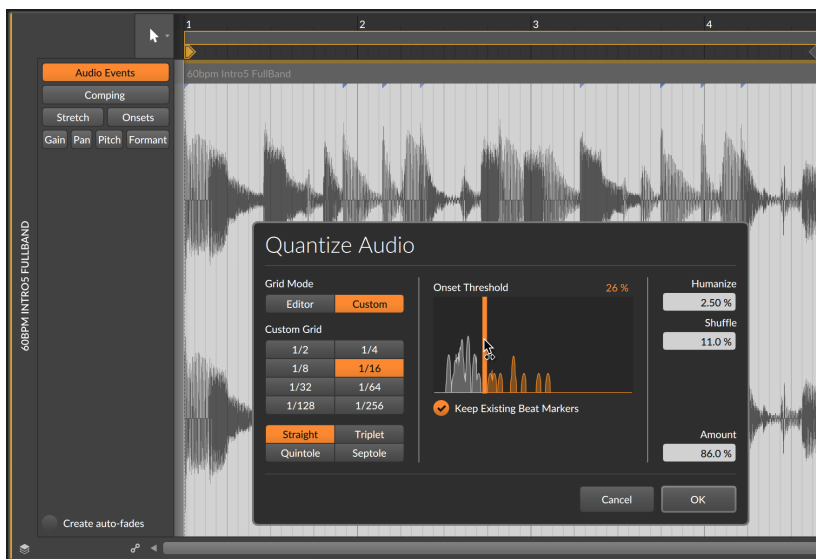 1 2 3 4
60bpm Intro5 FullBand
Audio Events
Comping
Stretch Onsets
Gain Pan Pitch Formant
60BPM INTRO5 FULLBAND
Create auto-fades
Quantize Audio
Grid Mode
Editor Custom
Custom Grid
1/2 1/4
1/8 1/16
1/32 1/64
1/128 1/256
Straight Triplet
Quintole Septole
Onset Threshold 26 %
Keep Existing Beat Markers
Humanize
2.50 %
Shuffle
11.0 %
Amount
86.0 %
Cancel OK